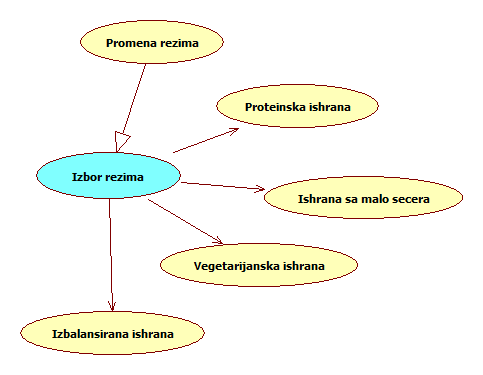 Promena rezima
Proteinska ishrana
Izbor rezima
Ishrana sa malo secera
Vegetarijanska ishrana
Izbalansirana ishrana